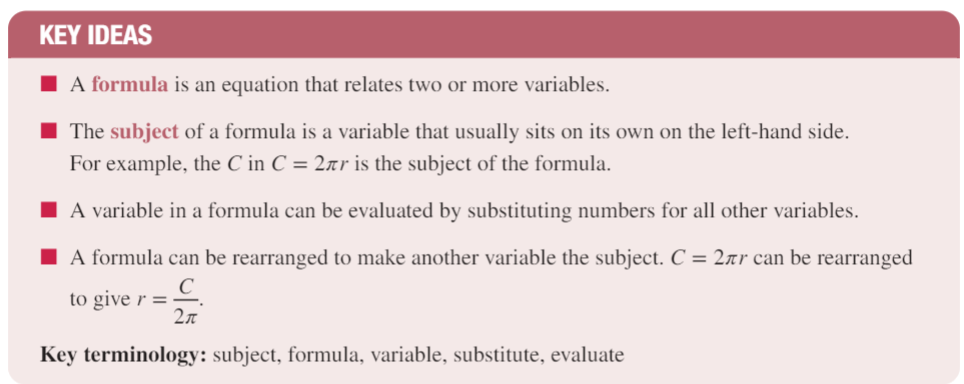 KEY IDEAS
■ A formula is an equation that relates two or more variables.
■ The subject of a formula is a variable that usually sits on its own on the left-hand side.
For example, the C in C = 2πr is the subject of the formula.
■ A variable in a formula can be evaluated by substituting numbers for all other variables.
■ A formula can be rearranged to make another variable the subject. C = 2πr can be rearranged
to give r = C/2π.
Key terminology: subject, formula, variable, substitute, evaluate